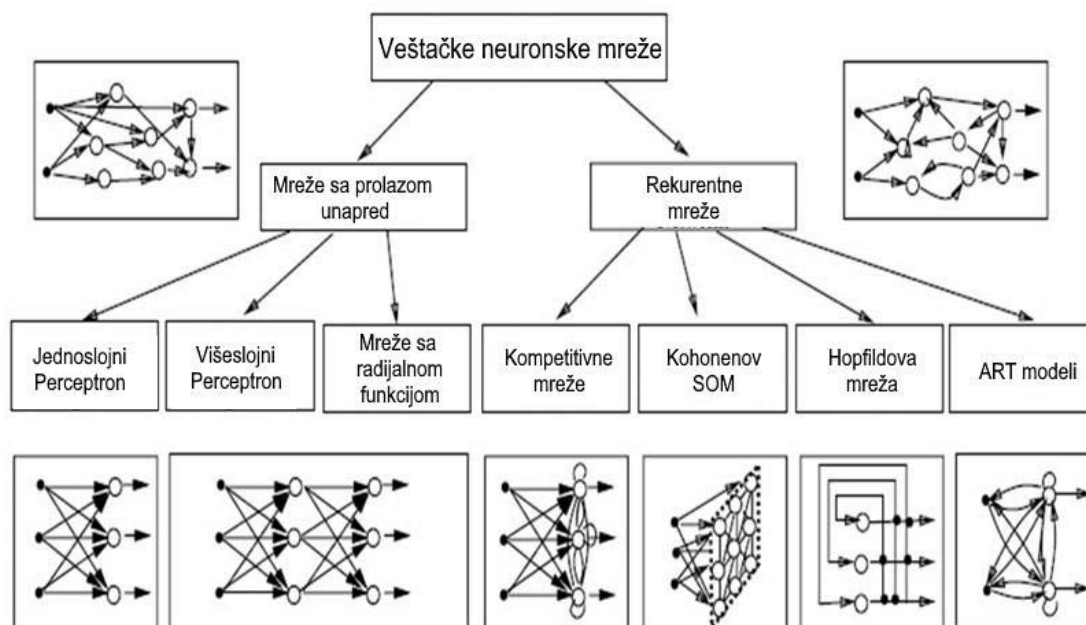 Veštačke neuronske mreže
Mreže sa prolazom
unapred
Rekurentne
mreže
Jednoslojni
Perceptron
Višeslojni
Perceptron
Mreže sa
radijalnom
funkcijom
Kompetitivne
mreže
Kohonenov
SOM
Hopfildova
mreža
ART modeli